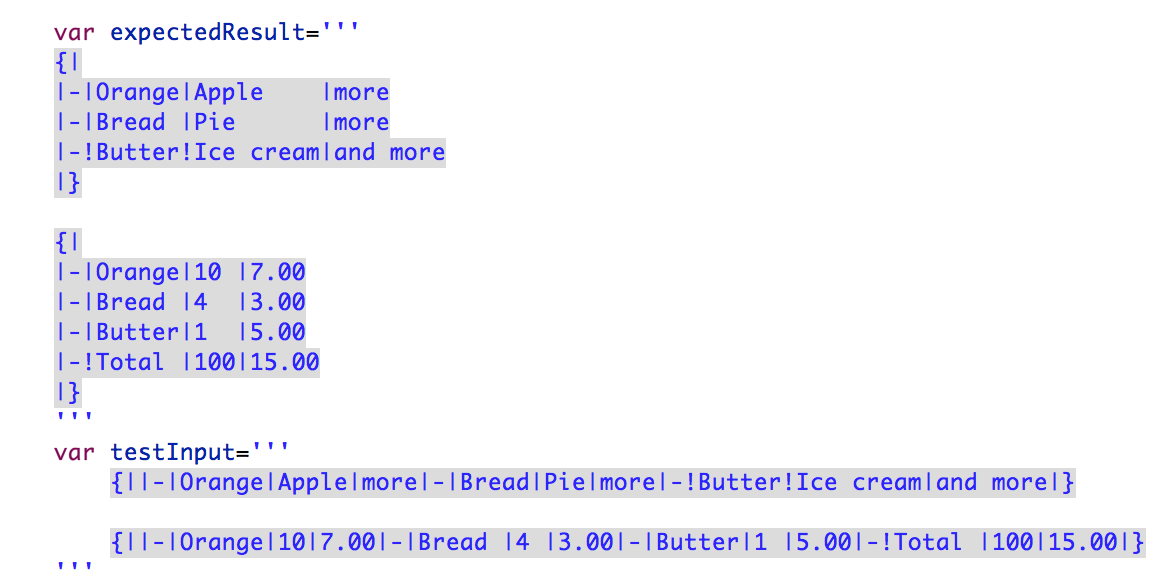 var expectedResult='''
{|
|-|Orange|Apple    |more
|-|Bread |Pie      |more
|-!Butter!Ice cream|and more
|}

{|
|-|Orange|10 |7.00
|-|Bread |4  |3.00
|-|Butter|1  |5.00
|-!Total |100|15.00
|}
'''
var testInput='''
    {||-|Orange|Apple|more|-|Bread|Pie|more|-!Butter!Ice cream|and more|}

    {||-|Orange|10|7.00|-|Bread |4 |3.00|-|Butter|1 |5.00|-!Total |100|15.00|}
'''